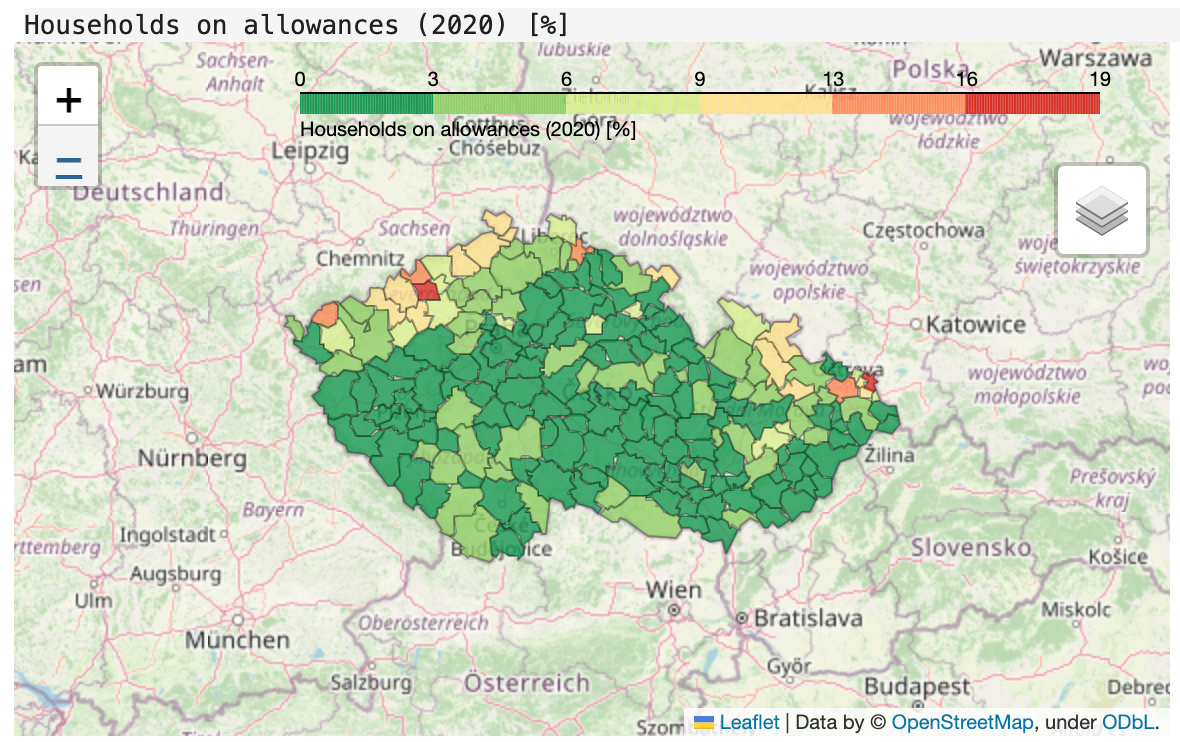 Households on allowances (2020) [%]
lubuskie
Sachsen-
Anhalt
Polska
Warszawa
+
0 3 6 9 13 16 19
Households on allowances (2020) [%]
województwo
łódzkie
Leipzig
- Chóśebuz
Deutschland
Thüringen
Sachsen
województwo
dolnośląskie
Częstochowa
Chemnitz
województwo
opolskie
świętokrzyskie
Katowice
Würzburg
województwo
małopolskie
Nürnberg
Žilina
Prešovský
kraj
Bayern
Ingolstadt
Slovensko
Košice
Augsburg
Ulm
Wien
Miskolc
Oberösterreich
Bratislava
München
Győr
Salzburg
Österreich
Budapest
Leaflet | Data by © OpenStreetMap, under ODbL.